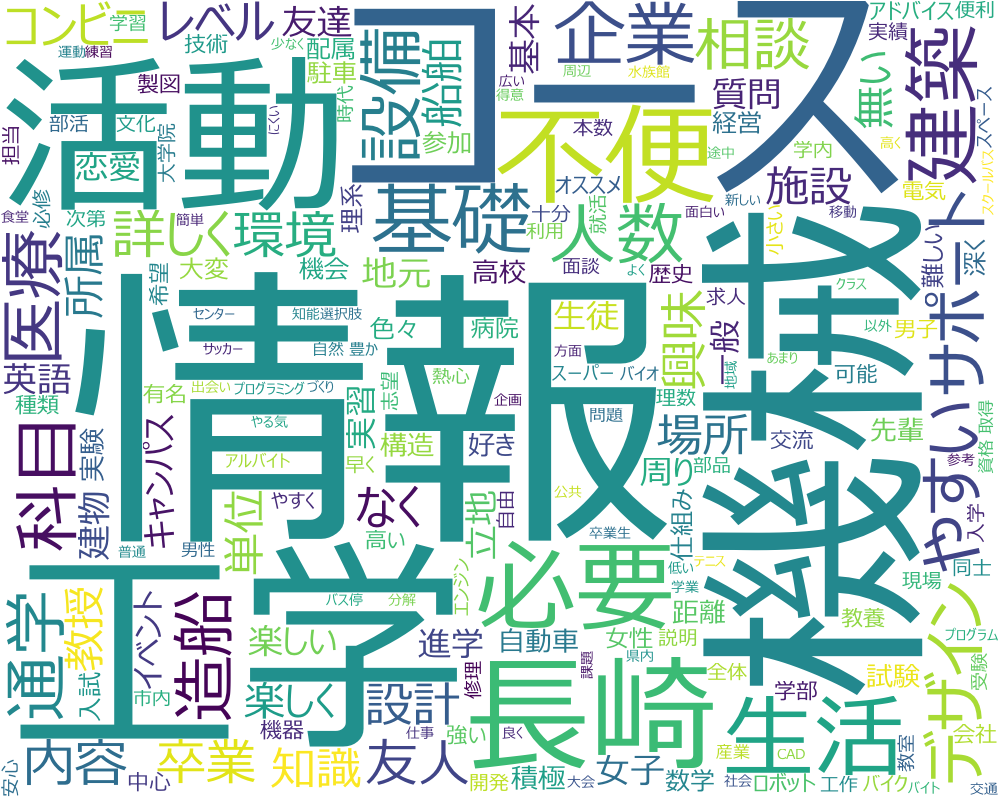 コンビニ
学習
レベル
友達
運動
練習
技術
少なく
配属
活動
製図
駐車
時代
部活
文化
にくい
担当
恋愛
大学院
コース
設備
船舶
基本
広い
得意
参加
企業
周辺
水族館
相談
不便
質問
本数
経営
途中
アドバイス
便利
実績
無い
建築
スペース
高く
スクールバス
食堂
必修
次第
簡単
理系
基礎
オススメ
十分
利用
就活
人数
学内
施設
面白い
新しい
移動
電気
小さい
医療
所属
詳しく
環境
大変
機会
希望
地元
高校
面談
よく
歴史
興味
一般
求人
地域
クラス
難しい
深く
サポート
やすい
情報
機械
センター
知能
選択肢
サッカー
自然
豊か
色々
病院
生徒
方面
スーパー
バイオ
理数
あまり
以外
男子
可能
英語
種類
有名
出会い
プログラミング
づくり
熱心
志望
企画
実習
やる気
問題
場所
交流
先輩
資格
取得
参考
科目
実験
キャンパス
アルバイト
構造
好き
周り
部品
建物
単位
やすく
早く
なく
自由
公共
仕組み
入学
普通
男性
高い
立地
卒業生
低い
テニス
現場
同士
工学
バス停
分解
エンジン
必要
学業
距離
教養
デザイン
通学
教授
イベント
造船
楽しい
進学
自動車
女性
説明
プログラム
入試
楽しく
修理
県内
課題
全体
試験
受験
市内
設計
長崎
学部
生活
会社
教室
内容
機器
仕事
強い
良く
産業
CAD
安心
中心
卒業
知識
友人
開発
積極
大会
女子
数学
社会
ロボット
工作
バイク
バイト
交通